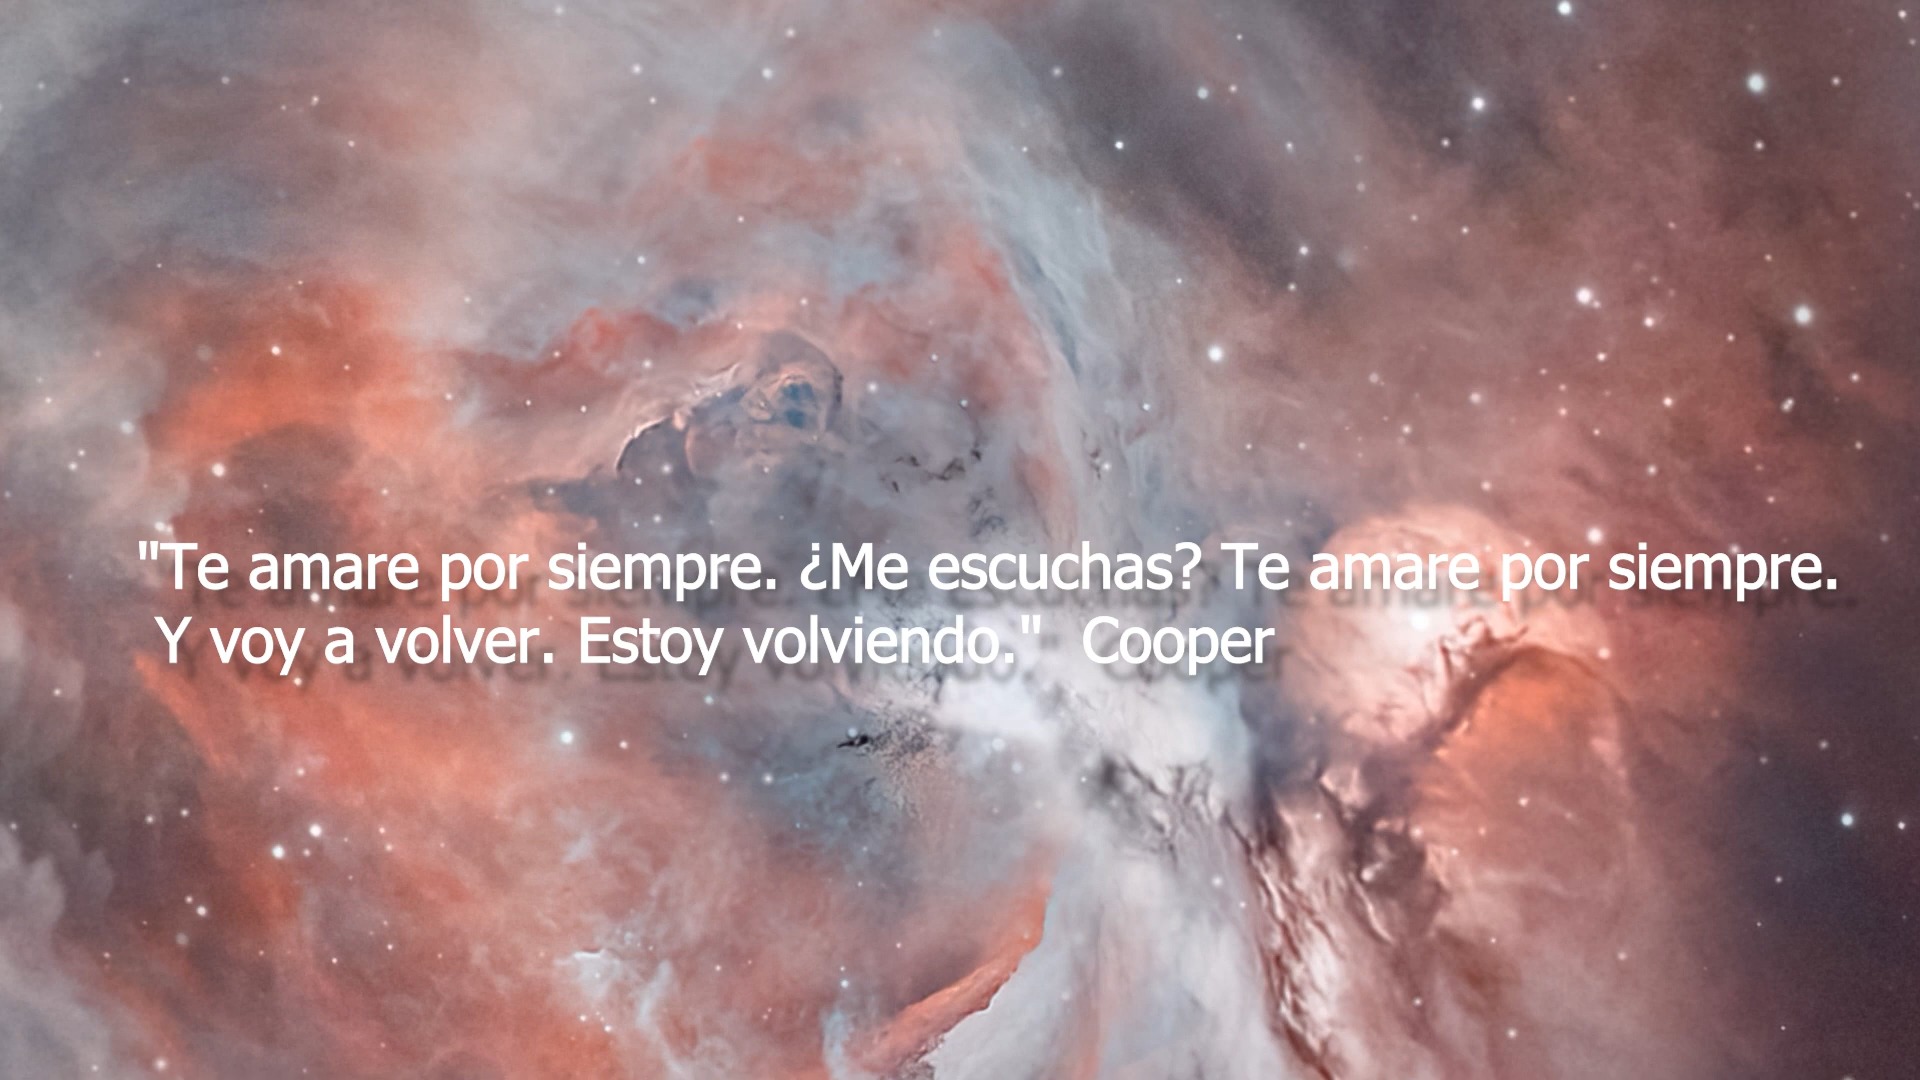 "Te amare por siempre. ¿Me escuchas? Te amare por siempre.
Y voy a volver. Estoy volviendo." Cooper